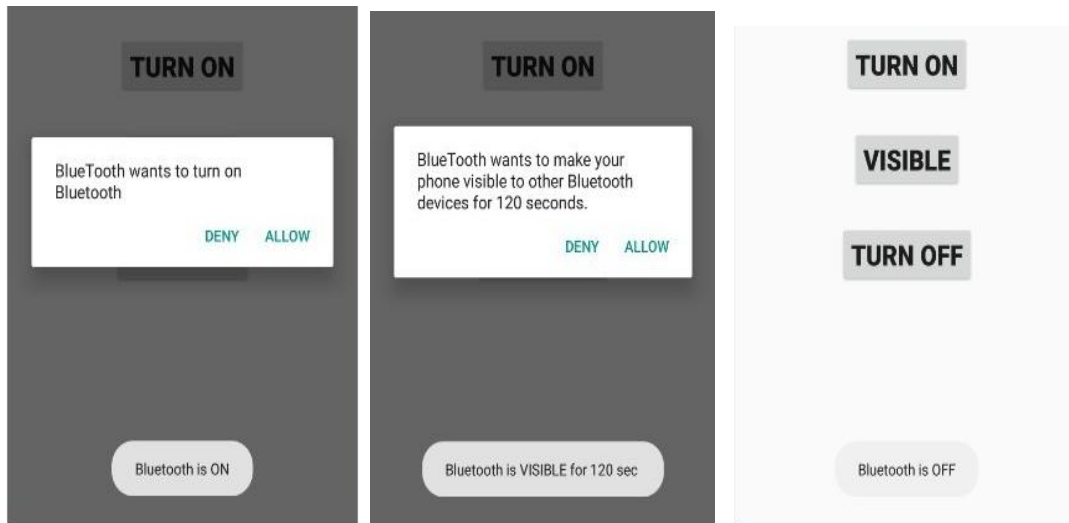 TURN ON
BlueTooth wants to turn on
Bluetooth
DENY ALLOW
Bluetooth is ON
TURN ON
BlueTooth wants to make your
phone visible to other Bluetooth
devices for 120 seconds.
DENY ALLOW
Bluetooth is VISIBLE for 120 sec
TURN ON
VISIBLE
TURN OFF
Bluetooth is OFF